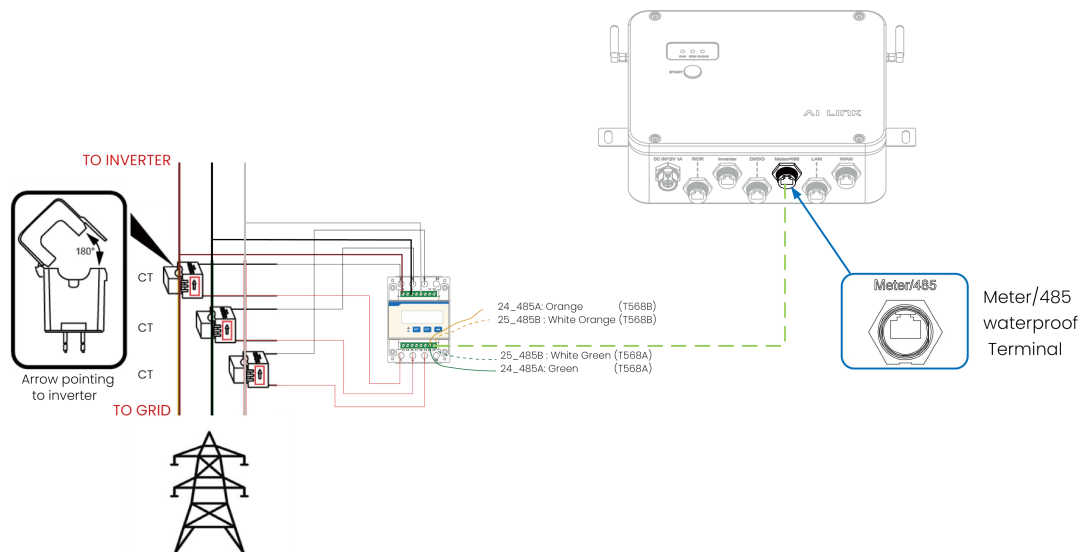 START
AI LINK
DC 9V/12V 1A
RCR
Inverter
DI/DO
Meter/485
LAN
WAN
TO INVERTER
180°
CT
CT
CT
Arrow pointing
to inverter
TO GRID
24_485A: Orange (T568B)
25_485B : White Orange (T568B)
25_485B : White Green (T568A)
24_485A: Green (T568A)
Meter/485
Meter/485
waterproof
Terminal